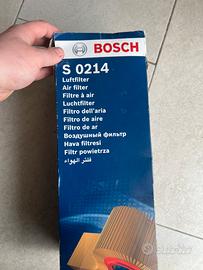 BOSCH
S 0214
Luftfilter
Air filter
Filtre à air
Luchtfilter
Filtro dell'aria
Filtro de aire
Filtro de ar
Воздушный фильтр
Hava filtresi
Filtr powietrza
فلتر الهواء
subito